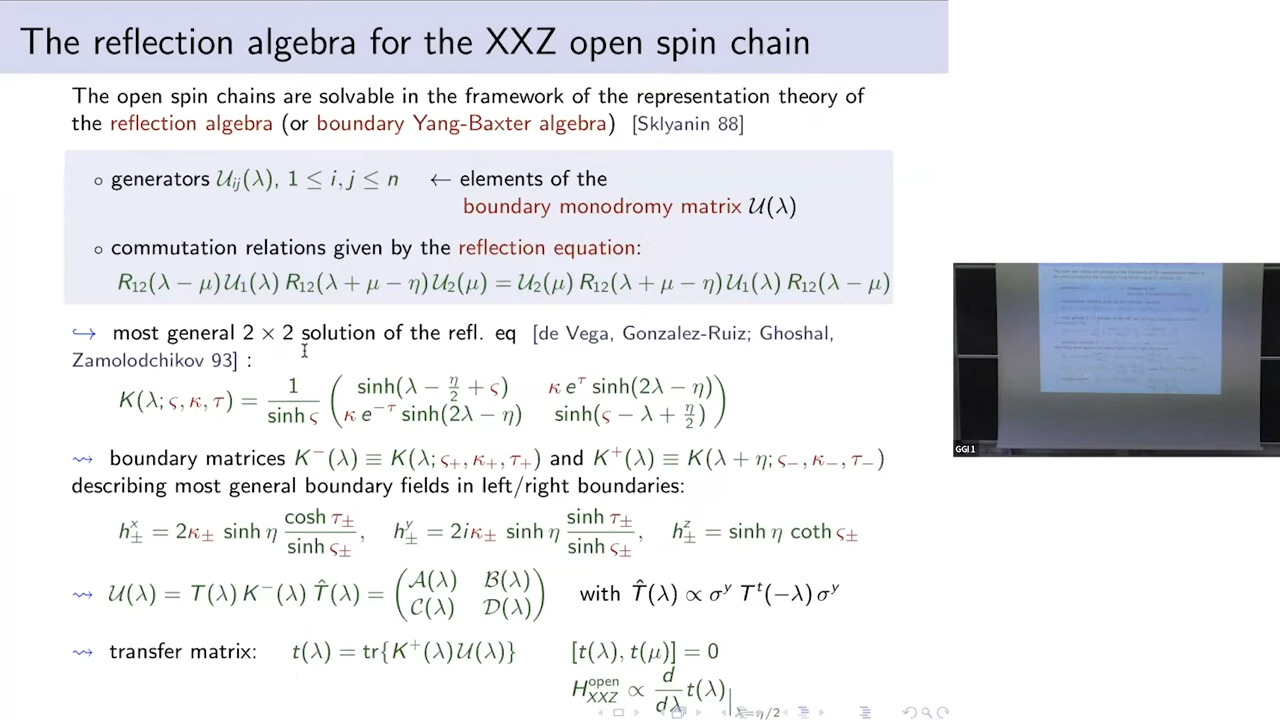 The reflection algebra for the XXZ open spin chain
The open spin chains are solvable in the framework of the representation theory of
the reflection algebra (or boundary Yang-Baxter algebra) [Sklyanin 88]
◦ generators 𝒰ᵢⱼ(λ), 1 ≤ i, j ≤ n ← elements of the
boundary monodromy matrix 𝒰(λ)
◦ commutation relations given by the reflection equation:
R₁₂(λ − μ) 𝒰₁(λ) R₁₂(λ + μ − η) 𝒰₂(μ) = 𝒰₂(μ) R₁₂(λ + μ − η) 𝒰₁(λ) R₁₂(λ − μ)
↪ most general 2 × 2 solution of the refl. eq [de Vega, Gonzalez-Ruiz; Ghoshal,
Zamolodchikov 93] :
K(λ; ς, κ, τ) = 1/sinh ς ( sinh(λ − η/2 + ς) κ e^τ sinh(2λ − η)
κ e^{−τ} sinh(2λ − η) sinh(ς − λ + η/2) )
⇝ boundary matrices K⁻(λ) ≡ K(λ; ς₊, κ₊, τ₊) and K⁺(λ) ≡ K(λ + η; ς₋, κ₋, τ₋)
describing most general boundary fields in left/right boundaries:
h^x_± = 2κ_± sinh η cosh τ_±/sinh ς_±, h^y_± = 2iκ_± sinh η sinh τ_±/sinh ς_±, h^z_± = sinh η coth ς_±
⇝ 𝒰(λ) = T(λ) K⁻(λ) T̂(λ) = ( 𝒜(λ) ℬ(λ)
𝒞(λ) 𝒟(λ) ) with T̂(λ) ∝ σ^y T^t(−λ) σ^y
⇝ transfer matrix: t(λ) = tr{K⁺(λ) 𝒰(λ)} [t(λ), t(μ)] = 0
H^open_XXZ ∝ d/dλ t(λ)|_{λ=η/2}
GGI 1